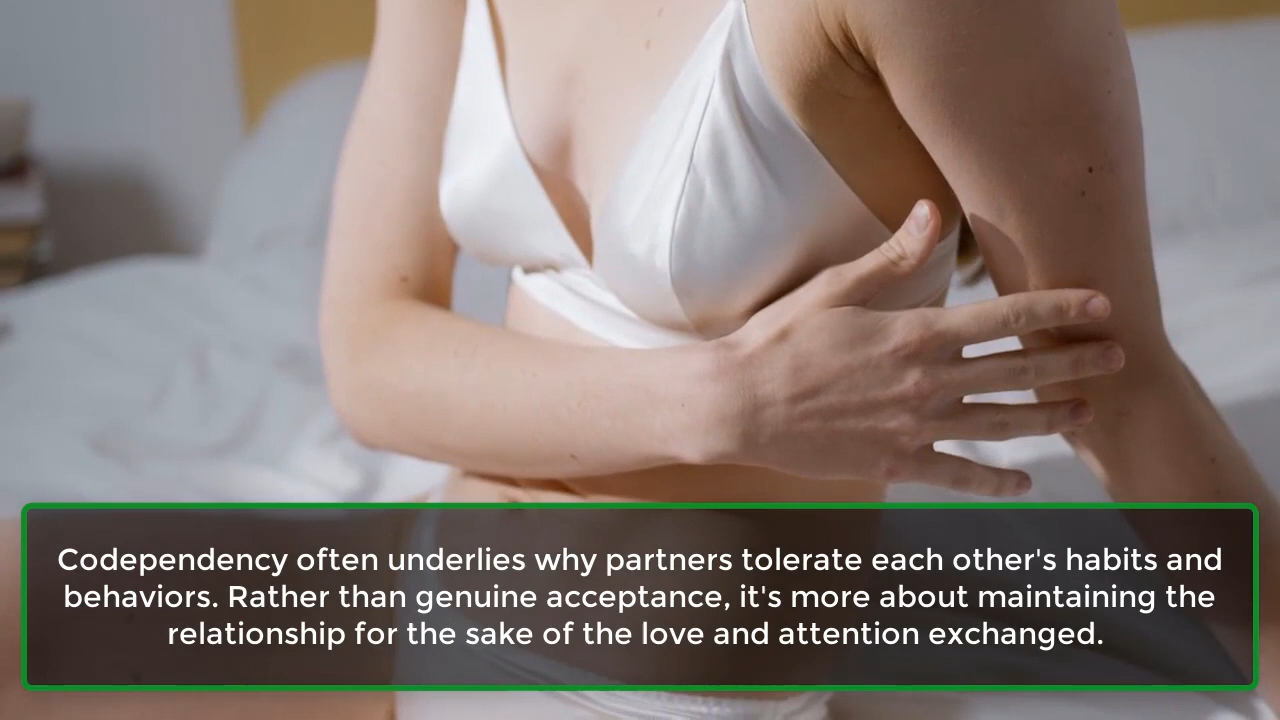 Codependency often underlies why partners tolerate each other's habits and
behaviors. Rather than genuine acceptance, it's more about maintaining the
relationship for the sake of the love and attention exchanged.